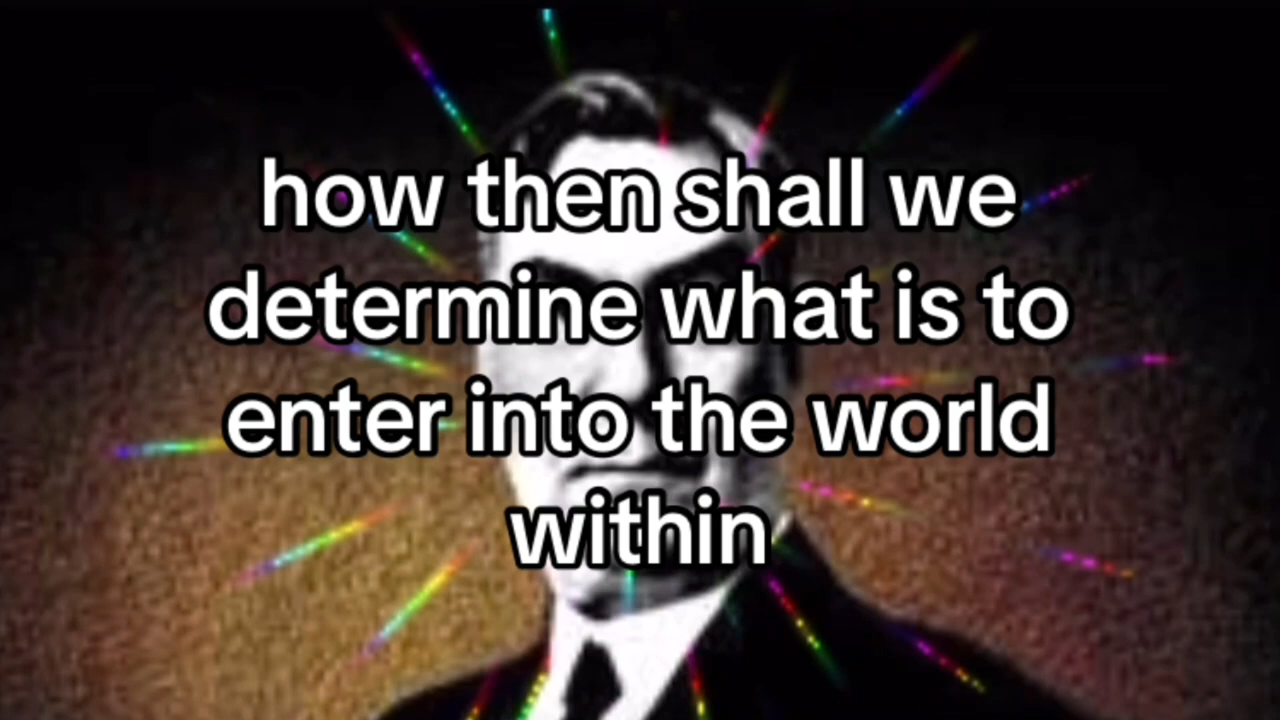 how then shall we
determine what is to
enter into the world
within